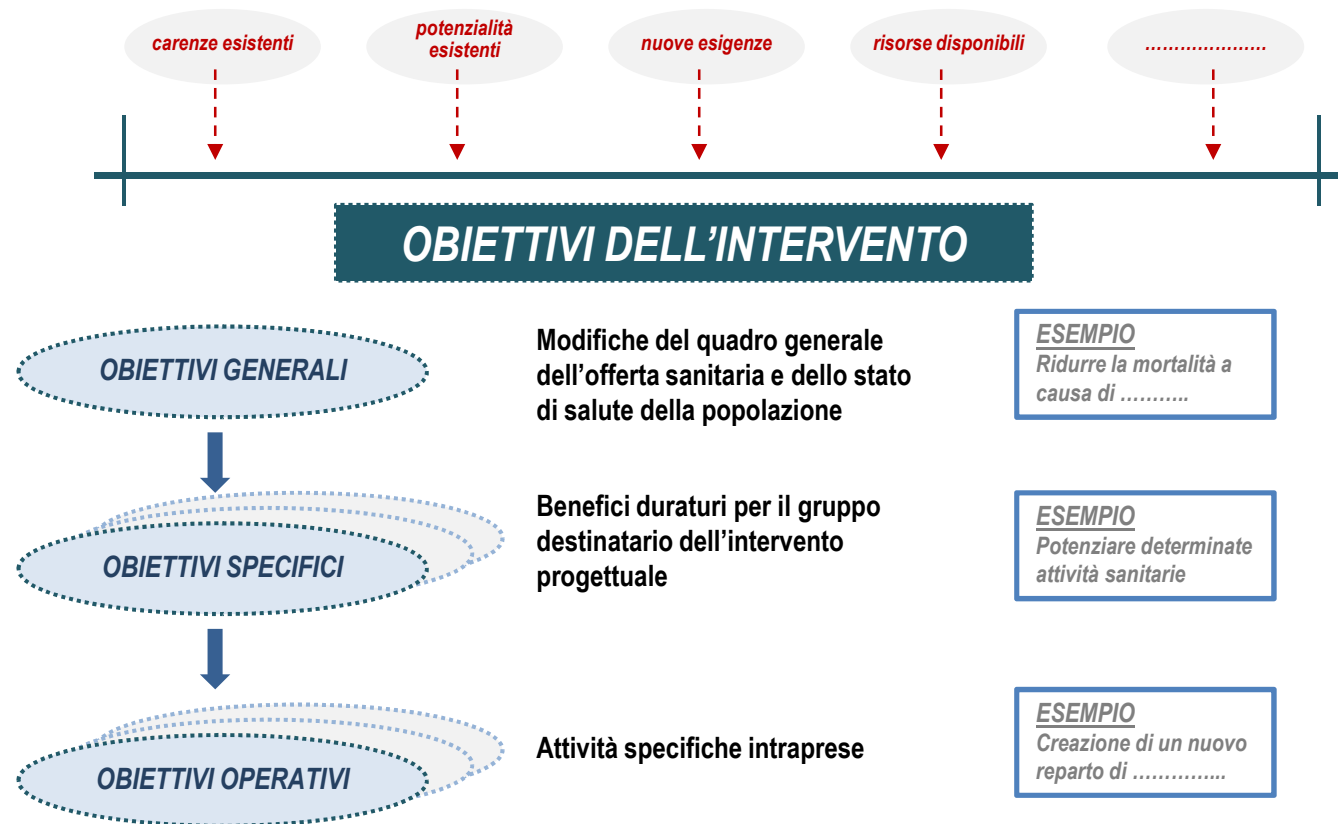 carenze esistenti
potenzialità
esistenti
nuove esigenze
risorse disponibili
…………………
OBIETTIVI DELL’INTERVENTO
OBIETTIVI GENERALI
Modifiche del quadro generale
dell’offerta sanitaria e dello stato
di salute della popolazione
ESEMPIO
Ridurre la mortalità a
causa di ………..
OBIETTIVI SPECIFICI
Benefici duraturi per il gruppo
destinatario dell’intervento
progettuale
ESEMPIO
Potenziare determinate
attività sanitarie
OBIETTIVI OPERATIVI
Attività specifiche intraprese
ESEMPIO
Creazione di un nuovo
reparto di …………...